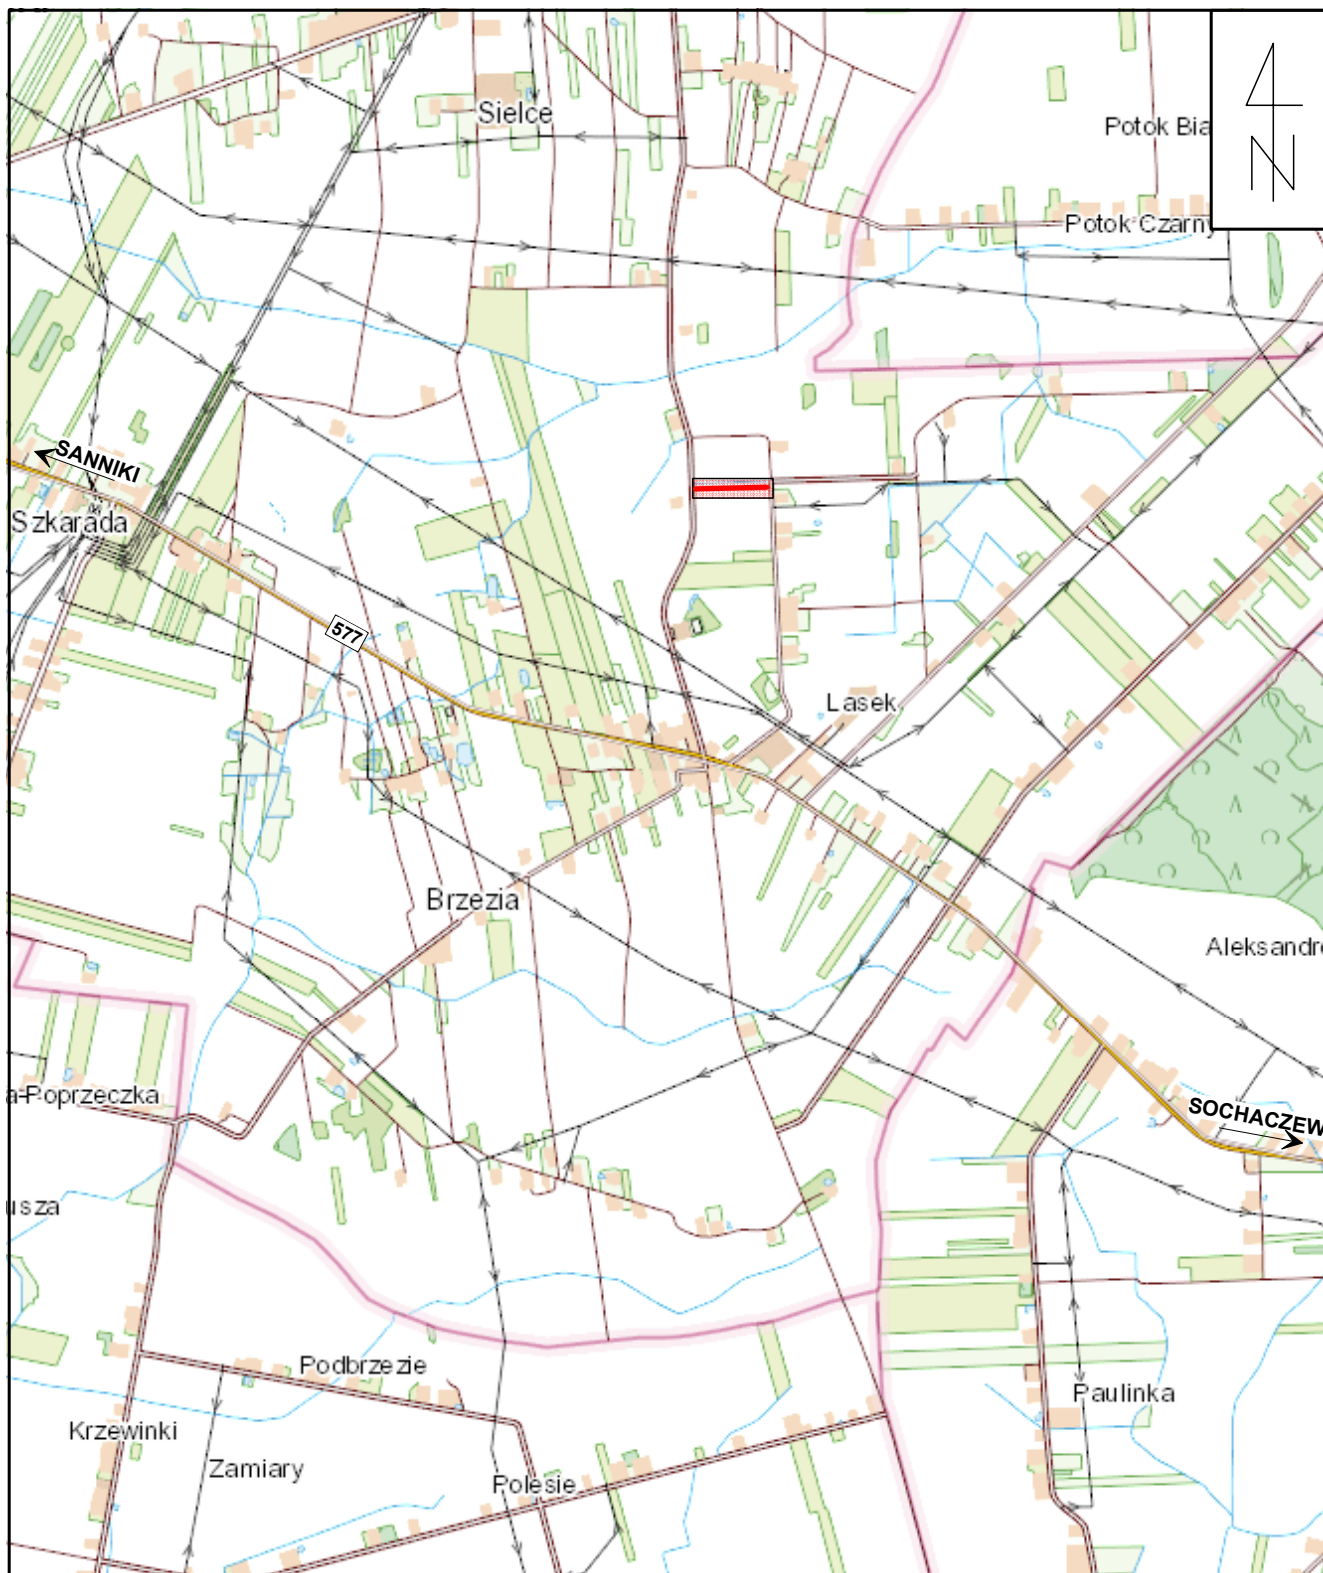 Sielce
Potok Bia
Potok Czarny
SANNIKI
Szkarada
577
Lasek
Brzezia
Aleksandr
a-Poprzeczka
SOCHACZEW
usza
Podbrzezie
Paulinka
Krzewinki
Zamiary
Polesie
N